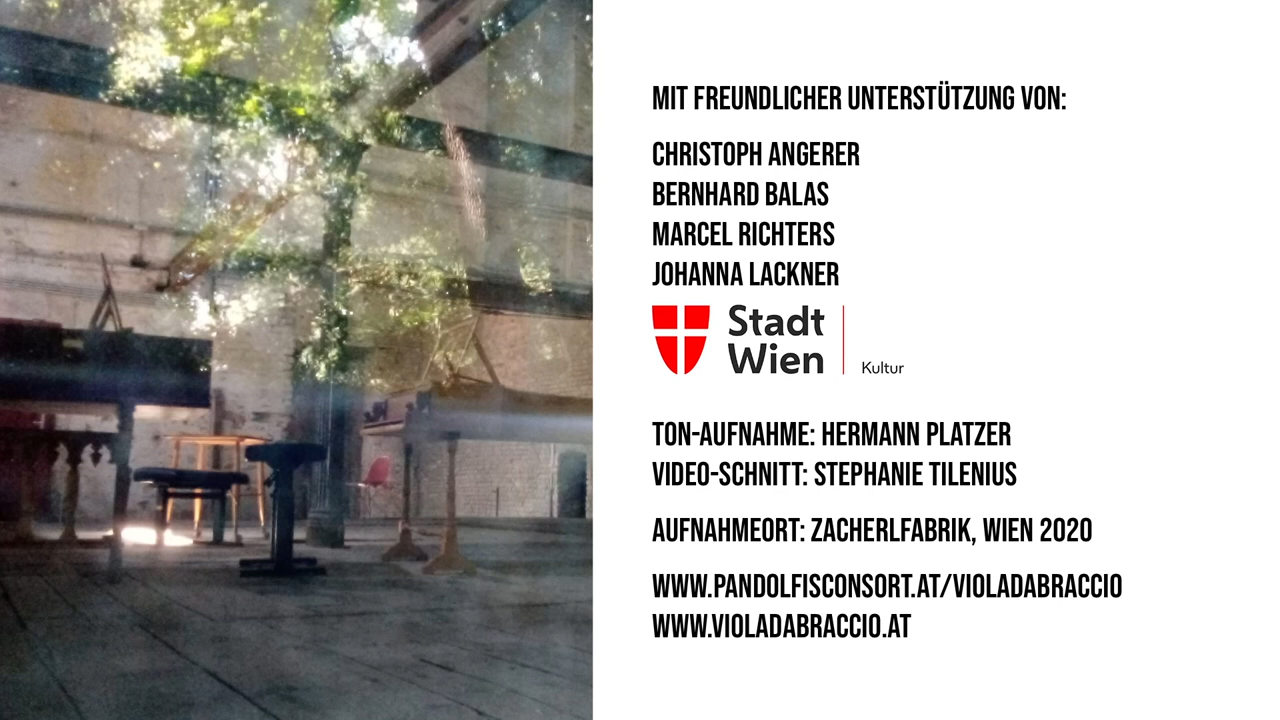 MIT FREUNDLICHER UNTERSTÜTZUNG VON:
CHRISTOPH ANGERER
BERNHARD BALAS
MARCEL RICHTERS
JOHANNA LACKNER
Stadt
Wien
Kultur
TON-AUFNAHME: HERMANN PLATZER
VIDEO-SCHNITT: STEPHANIE TILENIUS
AUFNAHMEORT: ZACHERLFABRIK, WIEN 2020
WWW.PANDOLFISCONSORT.AT/VIOLADABRACCIO
WWW.VIOLADABRACCIO.AT